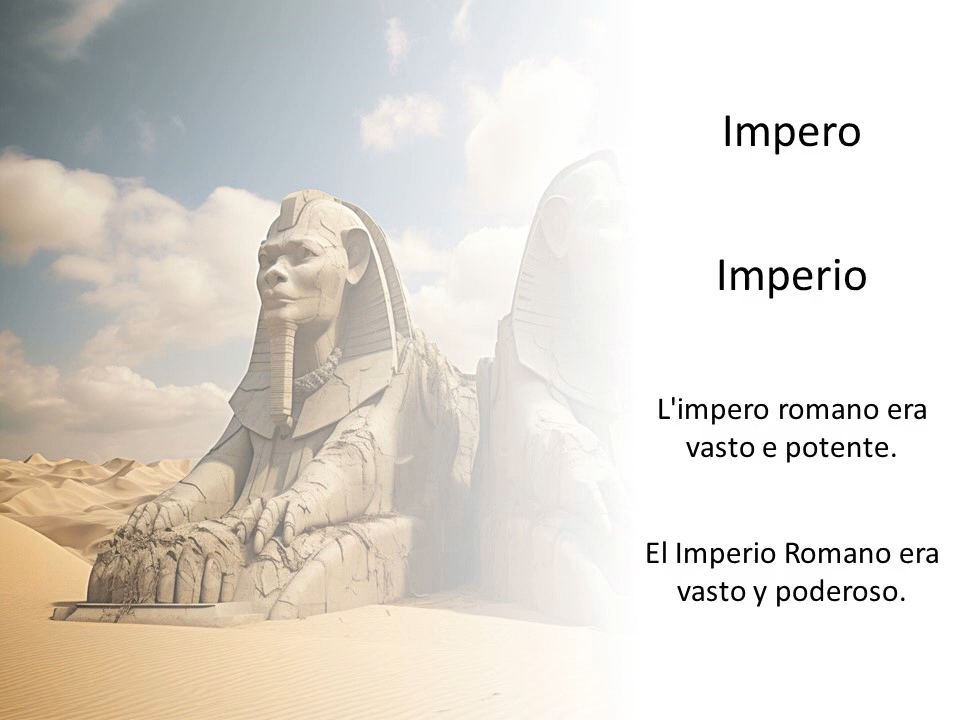 Impero
Imperio
L'impero romano era
vasto e potente.
El Imperio Romano era
vasto y poderoso.